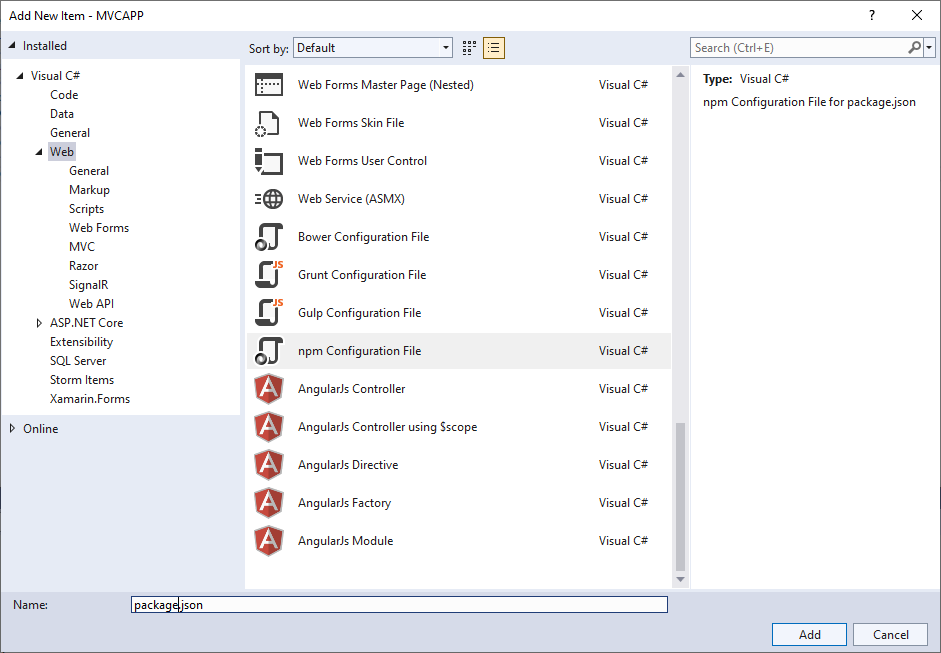 Add New Item - MVCAPP
?
Installed
Sort by: Default
Search (Ctrl+E)
Visual C#
Code
Data
General
Web
General
Markup
Scripts
Web Forms
MVC
Razor
SignalR
Web API
ASP.NET Core
Extensibility
SQL Server
Storm Items
Xamarin.Forms
Online
Web Forms Master Page (Nested) Visual C#
Web Forms Skin File Visual C#
Web Forms User Control Visual C#
Web Service (ASMX) Visual C#
Bower Configuration File Visual C#
JS
Grunt Configuration File Visual C#
JS
Gulp Configuration File Visual C#
npm Configuration File Visual C#
A AngularJs Controller Visual C#
A AngularJs Controller using $scope Visual C#
A AngularJs Directive Visual C#
A AngularJs Factory Visual C#
A AngularJs Module Visual C#
Type: Visual C#
npm Configuration File for package.json
Name: package.json
Add Cancel